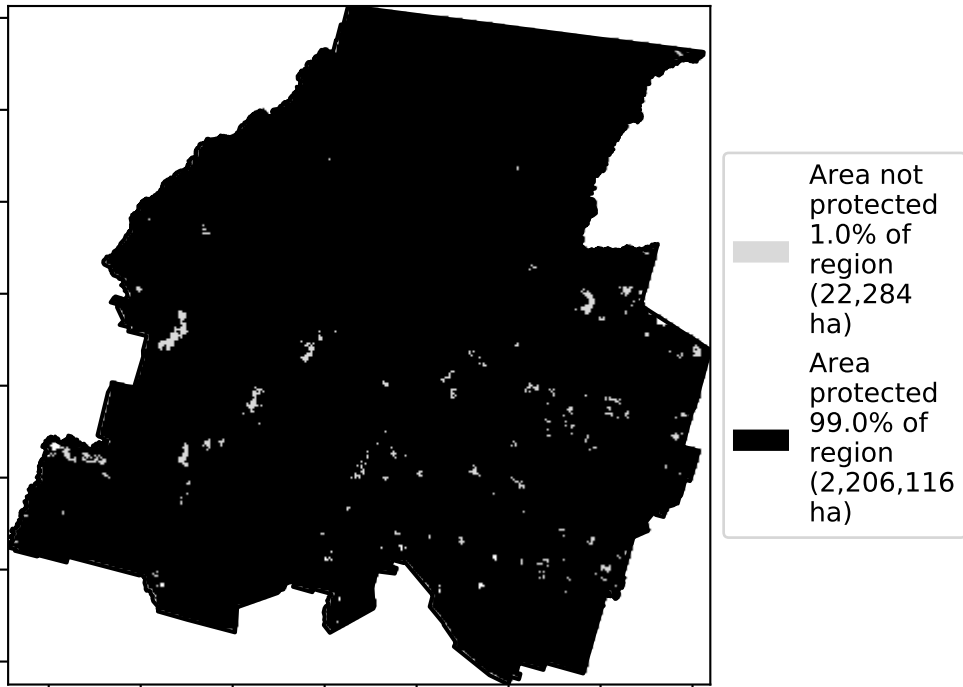 Area not
protected
1.0% of
region
(22,284
ha)
Area
protected
99.0% of
region
(2,206,116
ha)